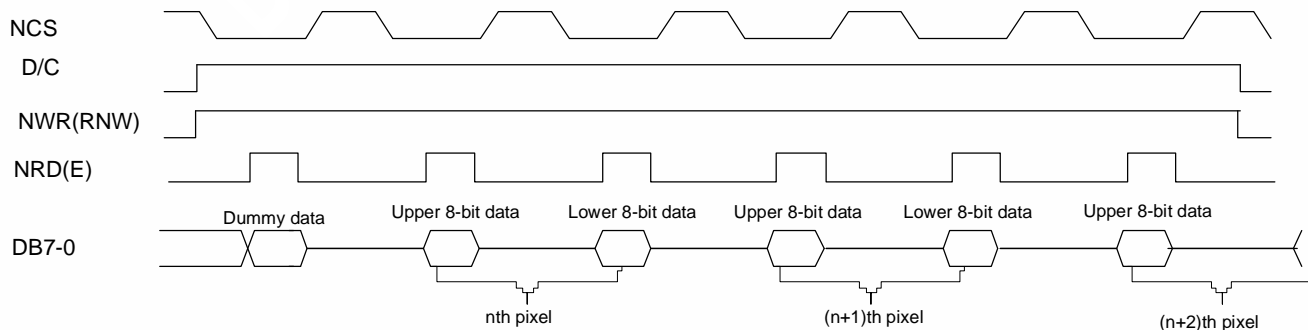 NCS
D/C
NWR(RNW)
NRD(E)
Dummy data
Upper 8-bit data
Lower 8-bit data
Upper 8-bit data
Lower 8-bit data
Upper 8-bit data
DB7-0
nth pixel
(n+1)th pixel
(n+2)th pixel